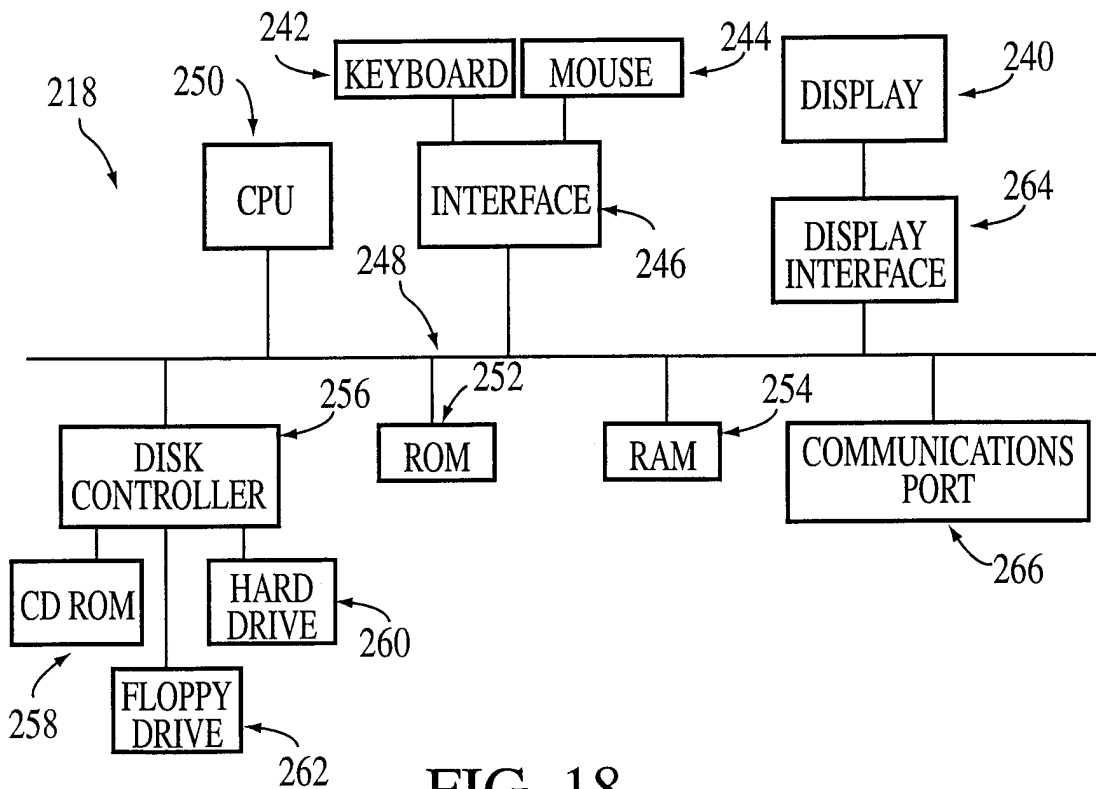 242
KEYBOARD
MOUSE
244
250
218
DISPLAY
240
CPU
INTERFACE
246
264
DISPLAY
INTERFACE
248
252
256
254
DISK
CONTROLLER
ROM
RAM
COMMUNICATIONS
PORT
266
CD ROM
HARD
DRIVE
260
258
FLOPPY
DRIVE
262
FIG. 18